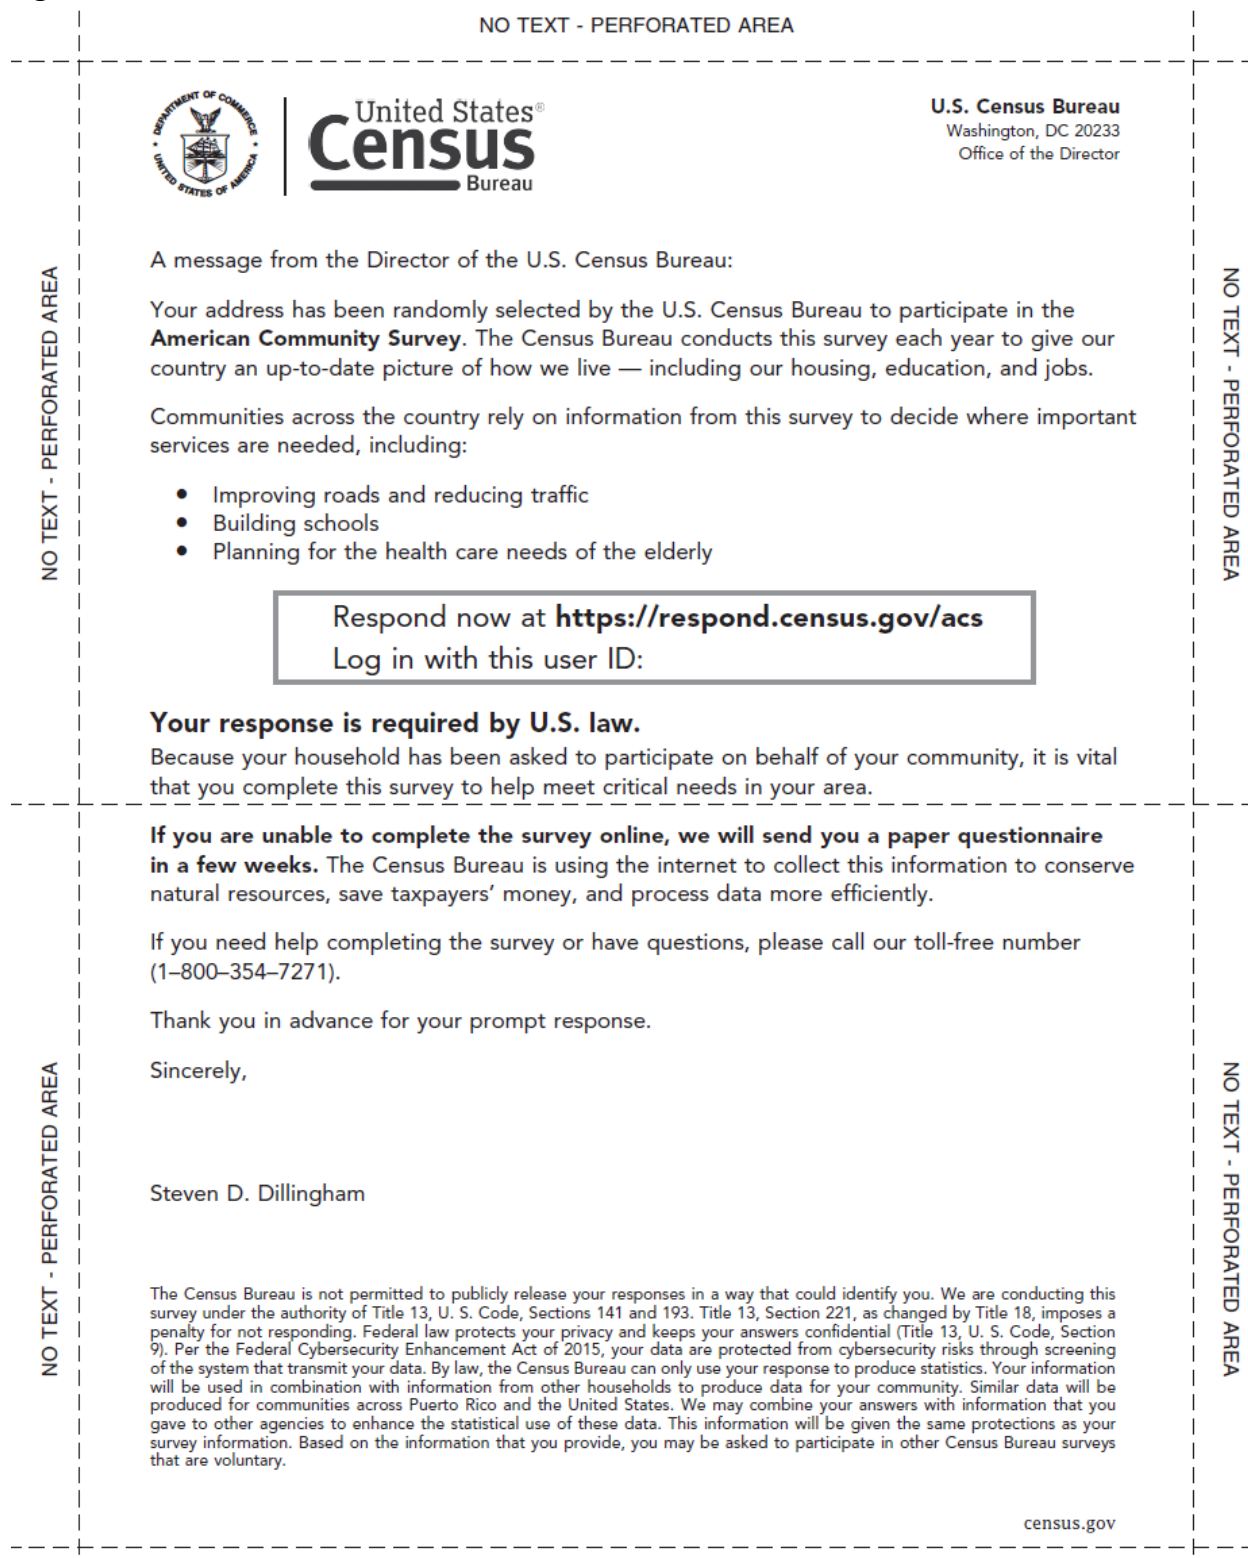 NO TEXT - PERFORATED AREA
DEPARTMENT OF COMMERCE
UNITED STATES OF AMERICA
United States®
Census
Bureau
U.S. Census Bureau
Washington, DC 20233
Office of the Director
NO TEXT - PERFORATED AREA
NO TEXT - PERFORATED AREA
A message from the Director of the U.S. Census Bureau:
Your address has been randomly selected by the U.S. Census Bureau to participate in the
American Community Survey. The Census Bureau conducts this survey each year to give our
country an up-to-date picture of how we live — including our housing, education, and jobs.
Communities across the country rely on information from this survey to decide where important
services are needed, including:
• Improving roads and reducing traffic
• Building schools
• Planning for the health care needs of the elderly
Respond now at https://respond.census.gov/acs
Log in with this user ID:
Your response is required by U.S. law.
Because your household has been asked to participate on behalf of your community, it is vital
that you complete this survey to help meet critical needs in your area.
If you are unable to complete the survey online, we will send you a paper questionnaire
in a few weeks. The Census Bureau is using the internet to collect this information to conserve
natural resources, save taxpayers' money, and process data more efficiently.
If you need help completing the survey or have questions, please call our toll-free number
(1–800–354–7271).
Thank you in advance for your prompt response.
Sincerely,
NO TEXT - PERFORATED AREA
NO TEXT - PERFORATED AREA
Steven D. Dillingham
The Census Bureau is not permitted to publicly release your responses in a way that could identify you. We are conducting this
survey under the authority of Title 13, U. S. Code, Sections 141 and 193. Title 13, Section 221, as changed by Title 18, imposes a
penalty for not responding. Federal law protects your privacy and keeps your answers confidential (Title 13, U. S. Code, Section
9). Per the Federal Cybersecurity Enhancement Act of 2015, your data are protected from cybersecurity risks through screening
of the system that transmit your data. By law, the Census Bureau can only use your response to produce statistics. Your information
will be used in combination with information from other households to produce data for your community. Similar data will be
produced for communities across Puerto Rico and the United States. We may combine your answers with information that you
gave to other agencies to enhance the statistical use of these data. This information will be given the same protections as your
survey information. Based on the information that you provide, you may be asked to participate in other Census Bureau surveys
that are voluntary.
census.gov